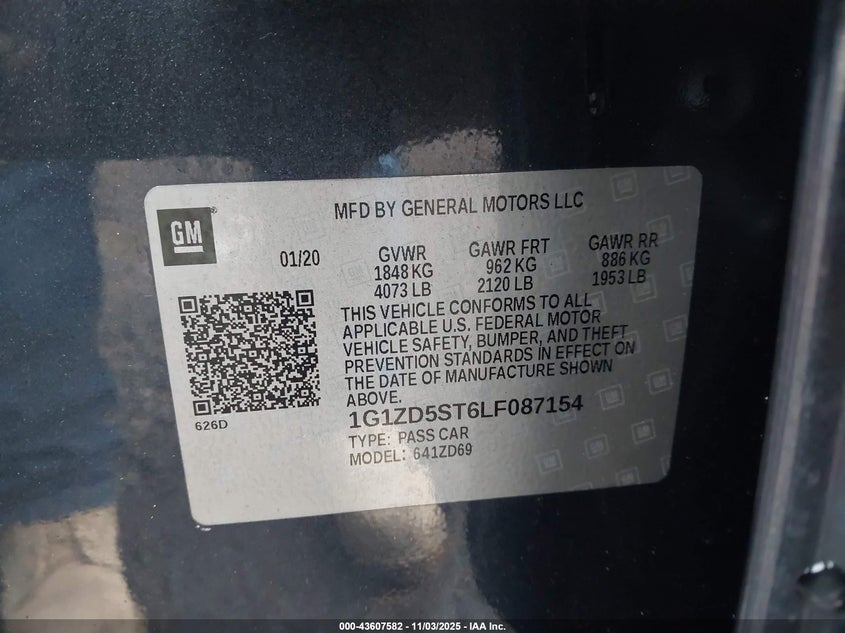 GM
MFD BY GENERAL MOTORS LLC
01/20
GVWR GAWR FRT GAWR RR
1848 KG 962 KG 886 KG
4073 LB 2120 LB 1953 LB
THIS VEHICLE CONFORMS TO ALL
APPLICABLE U.S. FEDERAL MOTOR
VEHICLE SAFETY, BUMPER, AND THEFT
PREVENTION STANDARDS IN EFFECT ON
THE DATE OF MANUFACTURE SHOWN
ABOVE.
626D
1G1ZD5ST6LF087154
TYPE: PASS CAR
MODEL: 641ZD69
000-43607582 - 11/03/2025 - IAA Inc.